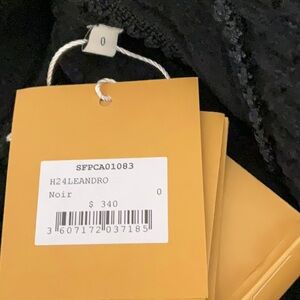 0
SFPCA01083
H24LEANDRO
Noir 0
$ 340
3 607172 037185